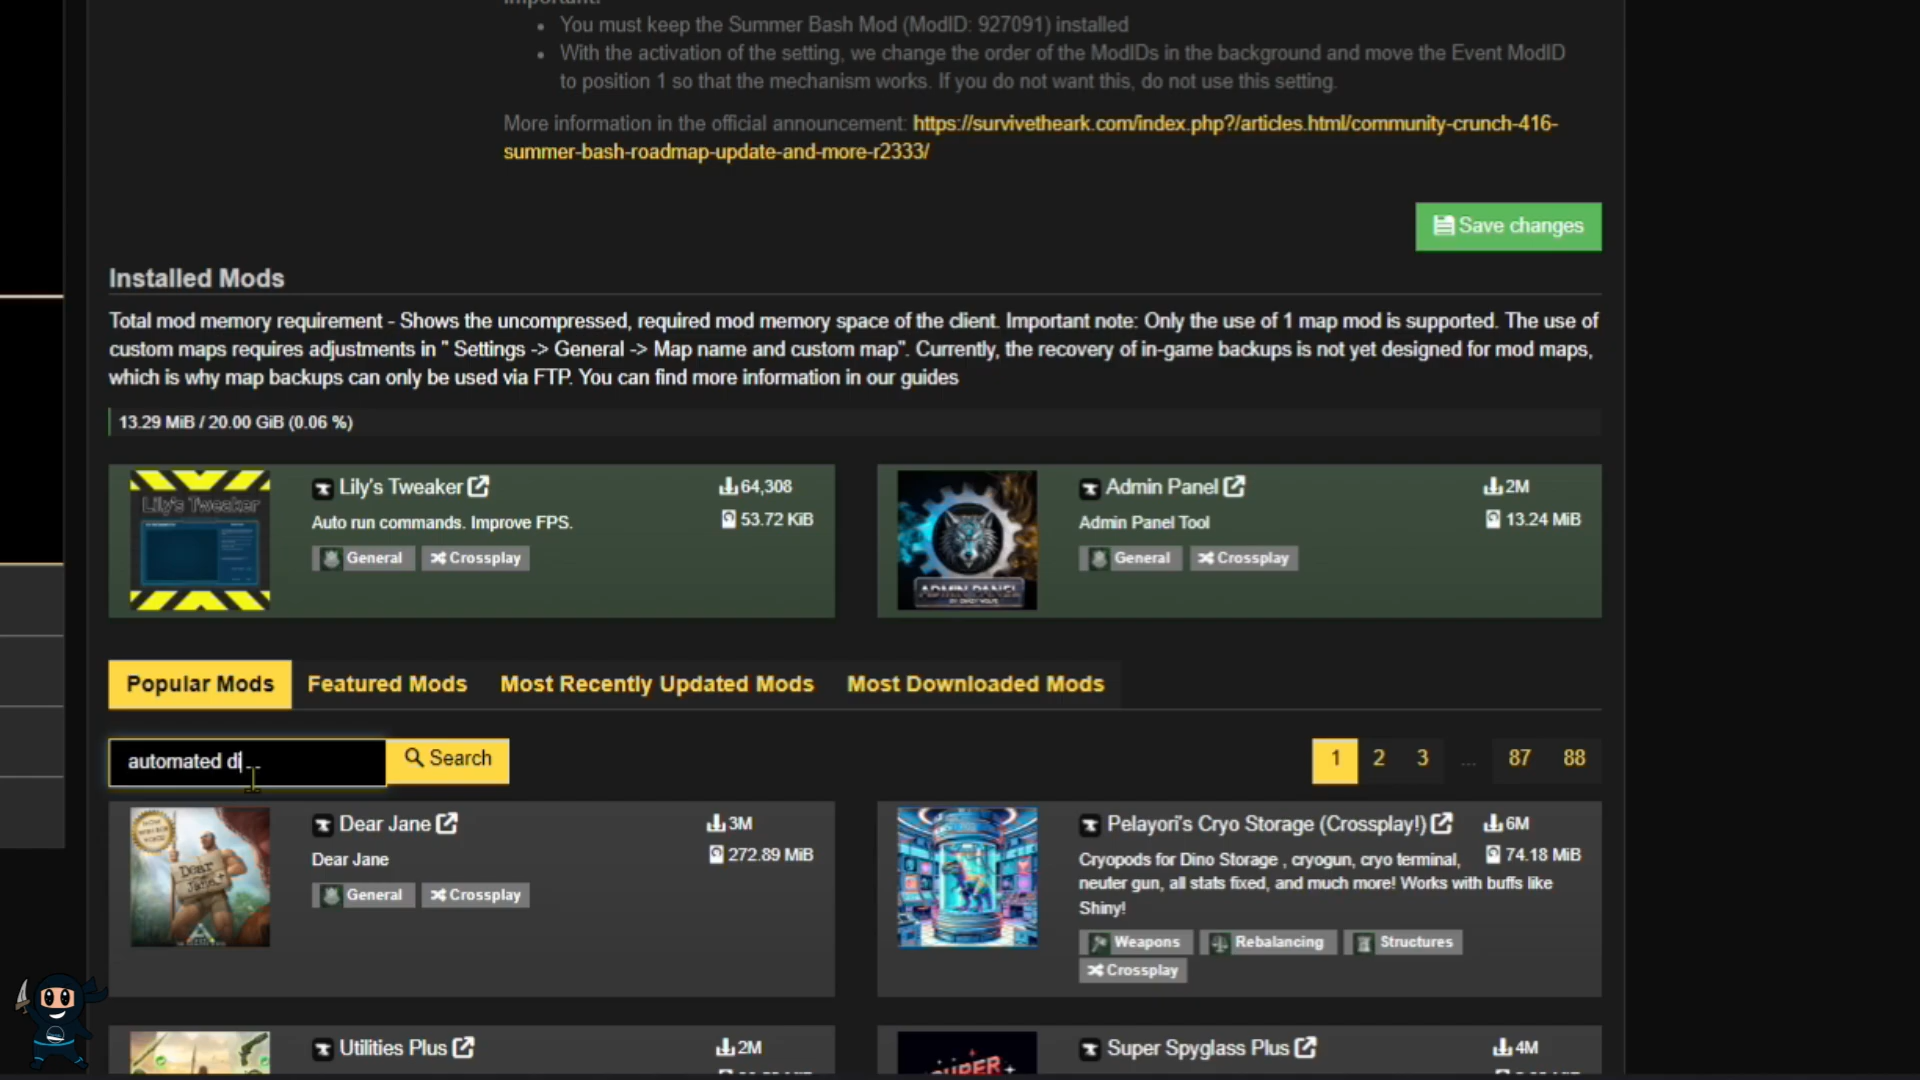 Important:
You must keep the Summer Bash Mod (ModID: 927091) installed
With the activation of the setting, we change the order of the ModIDs in the background and move the Event ModID
to position 1 so that the mechanism works. If you do not want this, do not use this setting.
More information in the official announcement: https://survivetheark.com/index.php?/articles.html/community-crunch-416-
summer-bash-roadmap-update-and-more-r2333/
Save changes
Installed Mods
Total mod memory requirement - Shows the uncompressed, required mod memory space of the client. Important note: Only the use of 1 map mod is supported. The use of
custom maps requires adjustments in " Settings -> General -> Map name and custom map". Currently, the recovery of in-game backups is not yet designed for mod maps,
which is why map backups can only be used via FTP. You can find more information in our guides
13.29 MiB / 20.00 GiB (0.06 %)
Lily's Tweaker
Lily's Tweaker 64,308
Auto run commands. Improve FPS. 53.72 KiB
General Crossplay
ADMIN PANEL
Admin Panel 2M
Admin Panel Tool 13.24 MiB
General Crossplay
Popular Mods Featured Mods Most Recently Updated Mods Most Downloaded Mods
automated di Search 1 2 3 ... 87 88
Dear Jane
Dear Jane 3M
Dear Jane 272.89 MiB
General Crossplay
Pelayori's Cryo Storage (Crossplay!) 6M
Cryopods for Dino Storage , cryogun, cryo terminal, 74.18 MiB
neuter gun, all stats fixed, and much more! Works with buffs like
Shiny!
Weapons Rebalancing Structures
Crossplay
Utilities Plus 2M
SUPER
Super Spyglass Plus 4M